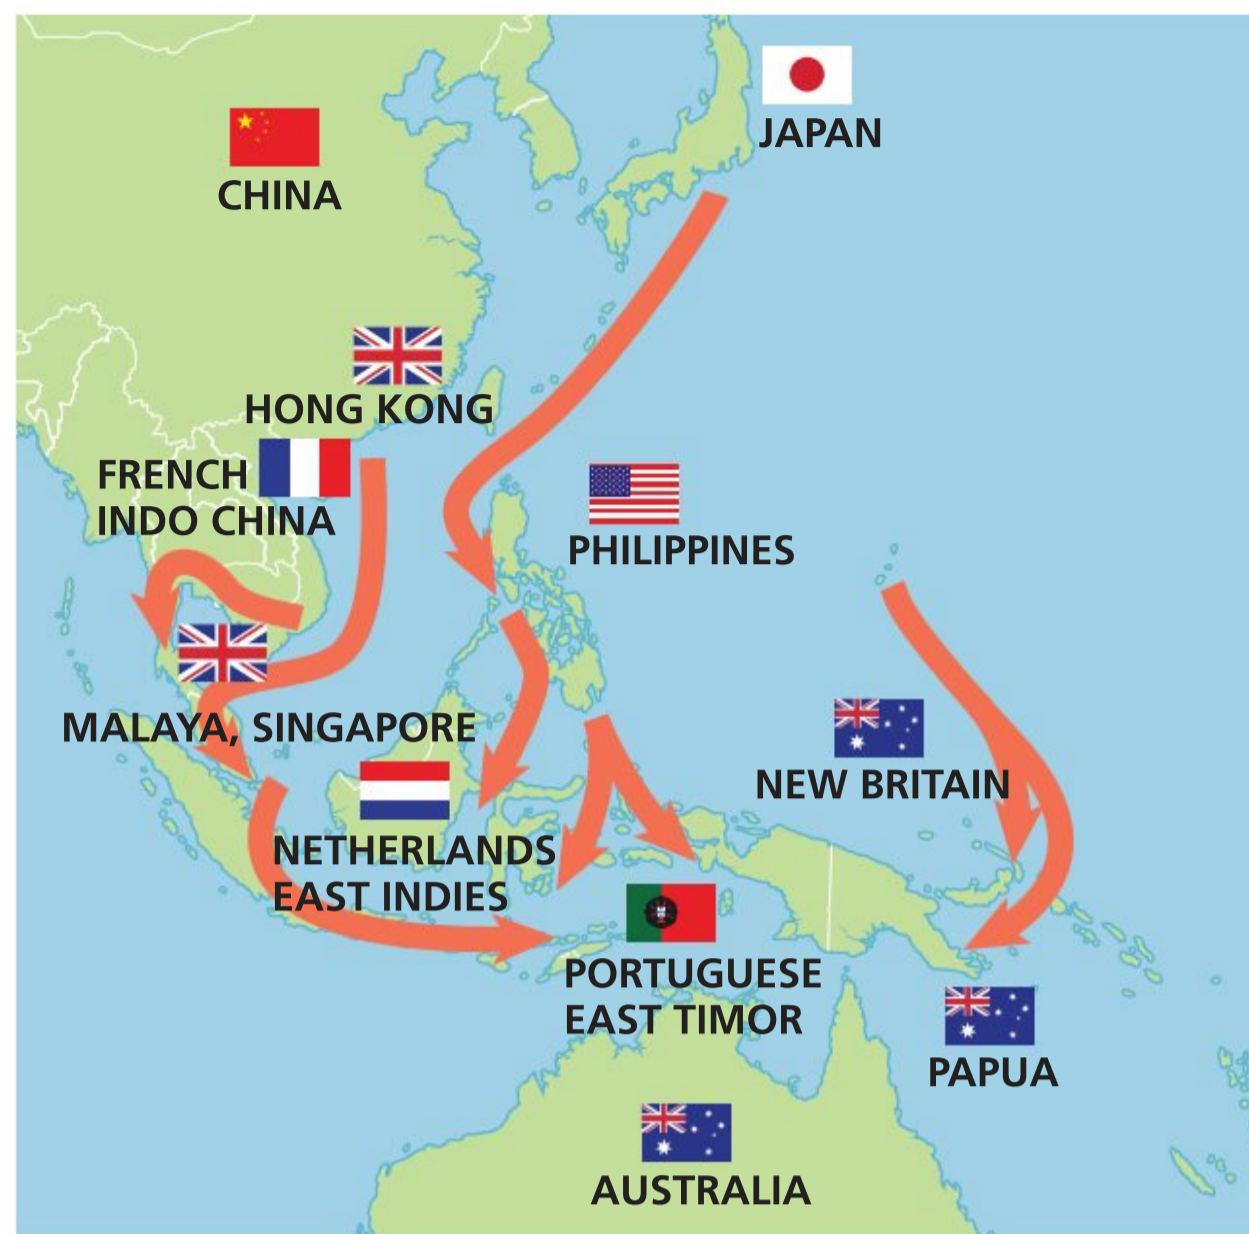 JAPAN
CHINA
HONG KONG
FRENCH
INDO CHINA
PHILIPPINES
MALAYA, SINGAPORE
NEW BRITAIN
NETHERLANDS
EAST INDIES
PORTUGUESE
EAST TIMOR
PAPUA
AUSTRALIA